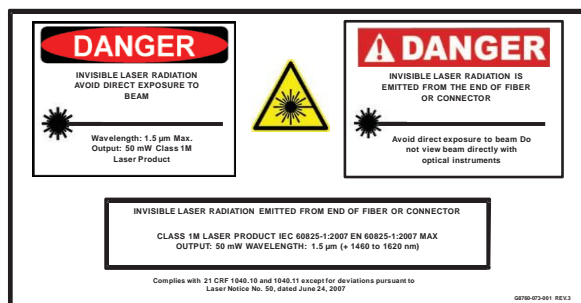 DANGER
INVISIBLE LASER RADIATION
AVOID DIRECT EXPOSURE TO
BEAM
Wavelength: 1.5 µm Max.
Output: 50 mW Class 1M
Laser Product
DANGER
INVISIBLE LASER RADIATION IS
EMITTED FROM THE END OF FIBER
OR CONNECTOR
Avoid direct exposure to beam Do
not view beam directly with
optical instruments
INVISIBLE LASER RADIATION EMITTED FROM END OF FIBER OR CONNECTOR
CLASS 1M LASER PRODUCT IEC 60825-1:2007 EN 60825-1:2007 MAX
OUTPUT: 50 mW WAVELENGTH: 1.5 µm (+ 1460 to 1620 nm)
Complies with 21 CRF 1040.10 and 1040.11 except for deviations pursuant to
Laser Notice No. 50, dated June 24, 2007
G8760-073-001 REV.3